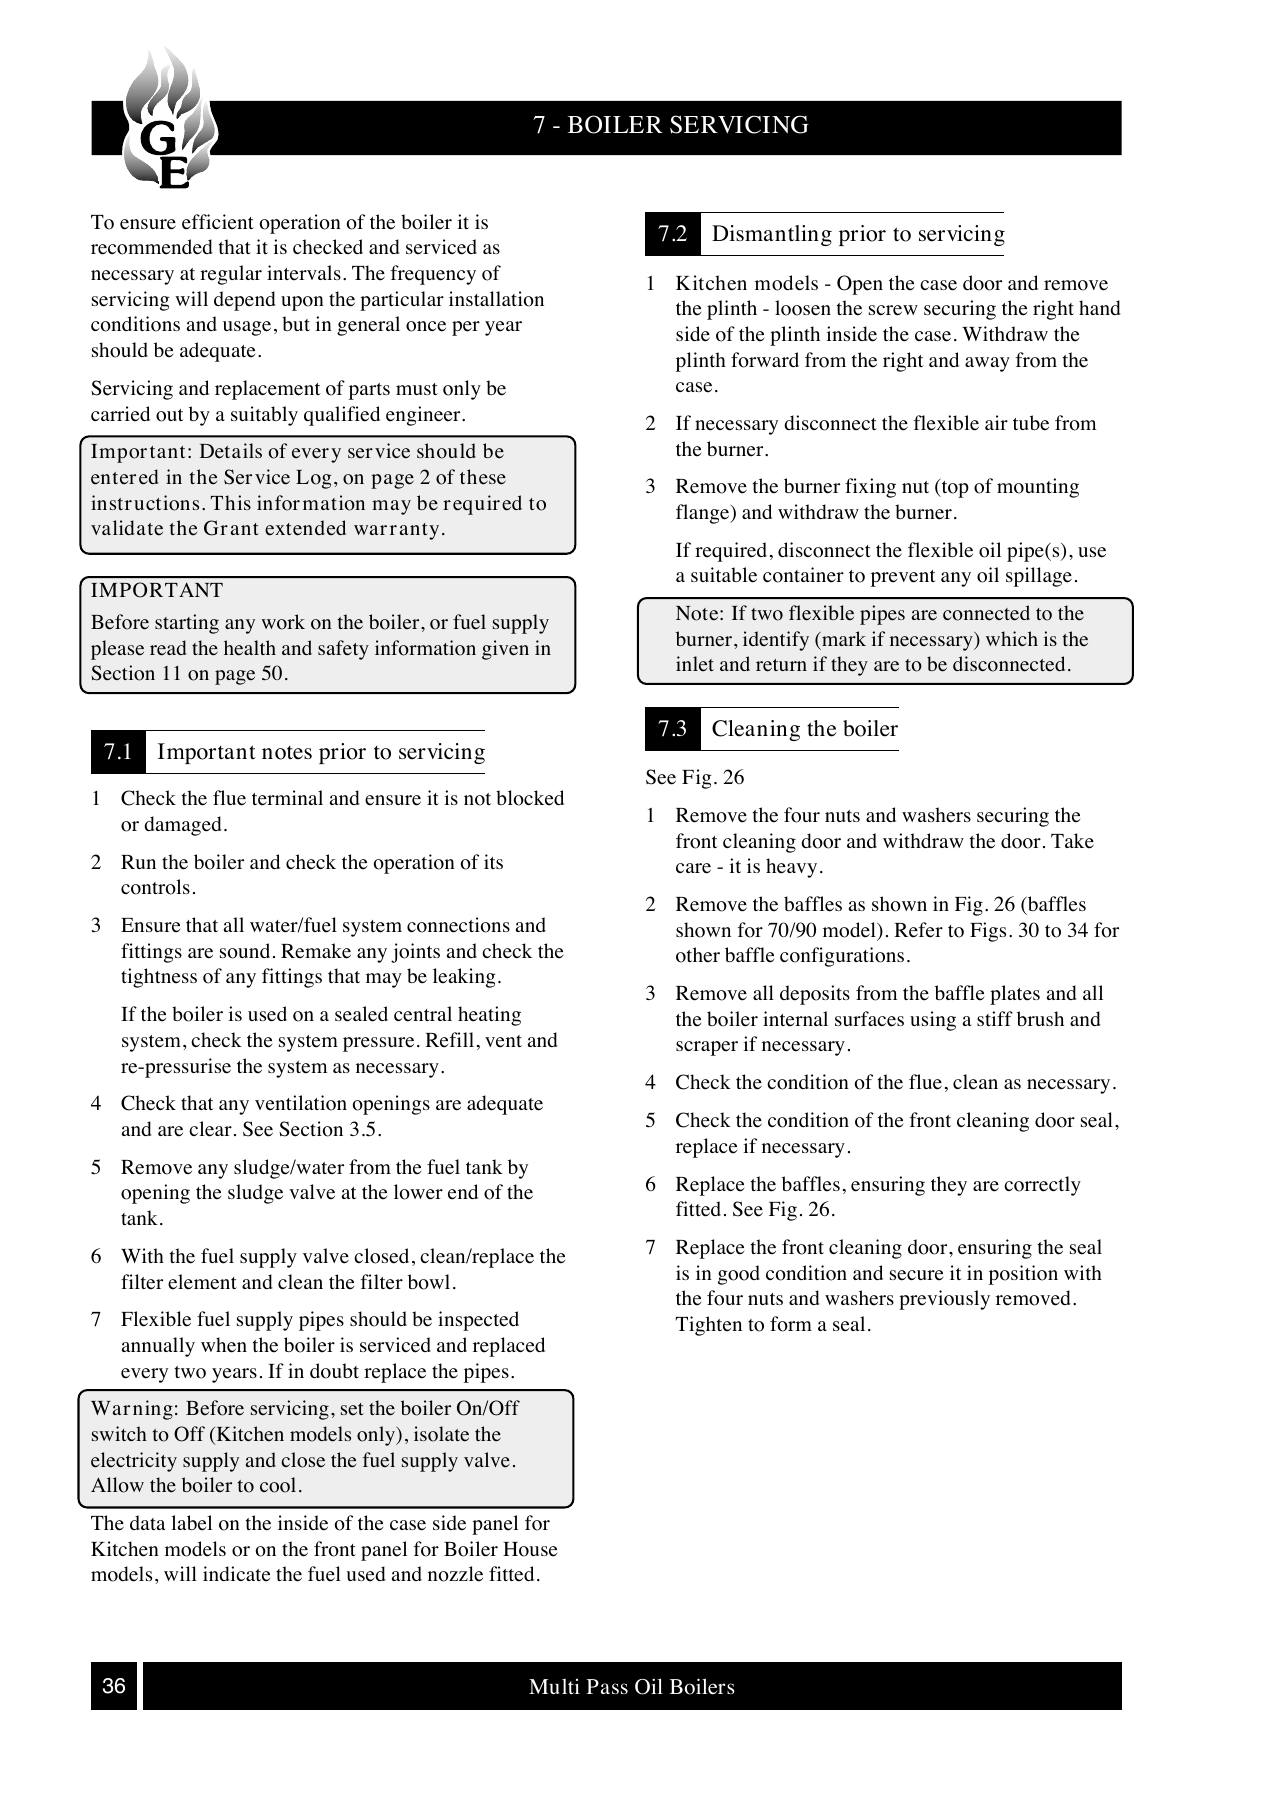 G
E
7 - BOILER SERVICING
To ensure efficient operation of the boiler it is
recommended that it is checked and serviced as
necessary at regular intervals. The frequency of
servicing will depend upon the particular installation
conditions and usage, but in general once per year
should be adequate.
Servicing and replacement of parts must only be
carried out by a suitably qualified engineer.
Important: Details of every service should be
entered in the Service Log, on page 2 of these
instructions. This information may be required to
validate the Grant extended warranty.
IMPORTANT
Before starting any work on the boiler, or fuel supply
please read the health and safety information given in
Section 11 on page 50.
7.1 Important notes prior to servicing
1 Check the flue terminal and ensure it is not blocked
or damaged.
2 Run the boiler and check the operation of its
controls.
3 Ensure that all water/fuel system connections and
fittings are sound. Remake any joints and check the
tightness of any fittings that may be leaking.
If the boiler is used on a sealed central heating
system, check the system pressure. Refill, vent and
re-pressurise the system as necessary.
4 Check that any ventilation openings are adequate
and are clear. See Section 3.5.
5 Remove any sludge/water from the fuel tank by
opening the sludge valve at the lower end of the
tank.
6 With the fuel supply valve closed, clean/replace the
filter element and clean the filter bowl.
7 Flexible fuel supply pipes should be inspected
annually when the boiler is serviced and replaced
every two years. If in doubt replace the pipes.
Warning: Before servicing, set the boiler On/Off
switch to Off (Kitchen models only), isolate the
electricity supply and close the fuel supply valve.
Allow the boiler to cool.
The data label on the inside of the case side panel for
Kitchen models or on the front panel for Boiler House
models, will indicate the fuel used and nozzle fitted.
7.2 Dismantling prior to servicing
1 Kitchen models - Open the case door and remove
the plinth - loosen the screw securing the right hand
side of the plinth inside the case. Withdraw the
plinth forward from the right and away from the
case.
2 If necessary disconnect the flexible air tube from
the burner.
3 Remove the burner fixing nut (top of mounting
flange) and withdraw the burner.
If required, disconnect the flexible oil pipe(s), use
a suitable container to prevent any oil spillage.
Note: If two flexible pipes are connected to the
burner, identify (mark if necessary) which is the
inlet and return if they are to be disconnected.
7.3 Cleaning the boiler
See Fig. 26
1 Remove the four nuts and washers securing the
front cleaning door and withdraw the door. Take
care - it is heavy.
2 Remove the baffles as shown in Fig. 26 (baffles
shown for 70/90 model). Refer to Figs. 30 to 34 for
other baffle configurations.
3 Remove all deposits from the baffle plates and all
the boiler internal surfaces using a stiff brush and
scraper if necessary.
4 Check the condition of the flue, clean as necessary.
5 Check the condition of the front cleaning door seal,
replace if necessary.
6 Replace the baffles, ensuring they are correctly
fitted. See Fig. 26.
7 Replace the front cleaning door, ensuring the seal
is in good condition and secure it in position with
the four nuts and washers previously removed.
Tighten to form a seal.
36
Multi Pass Oil Boilers